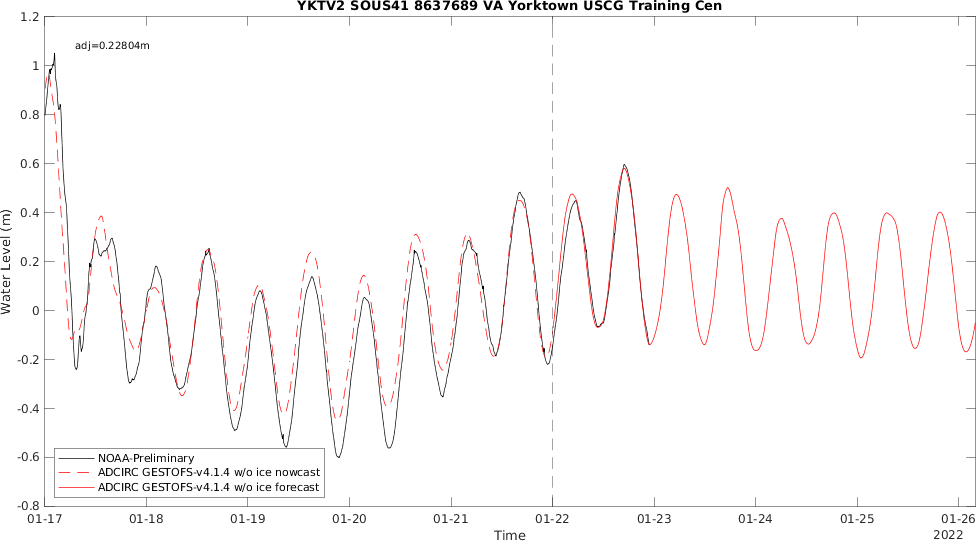 YKTV2 SOUS41 8637689 VA Yorktown USCG Training Cen
adj=0.22804m
1.2
1
0.8
0.6
0.4
0.2
0
-0.2
-0.4
-0.6
-0.8
Water Level (m)
NOAA-Preliminary
ADCIRC GESTOFS-v4.1.4 w/o ice nowcast
ADCIRC GESTOFS-v4.1.4 w/o ice forecast
01-17 01-18 01-19 01-20 01-21 01-22 01-23 01-24 01-25 01-26
Time
2022